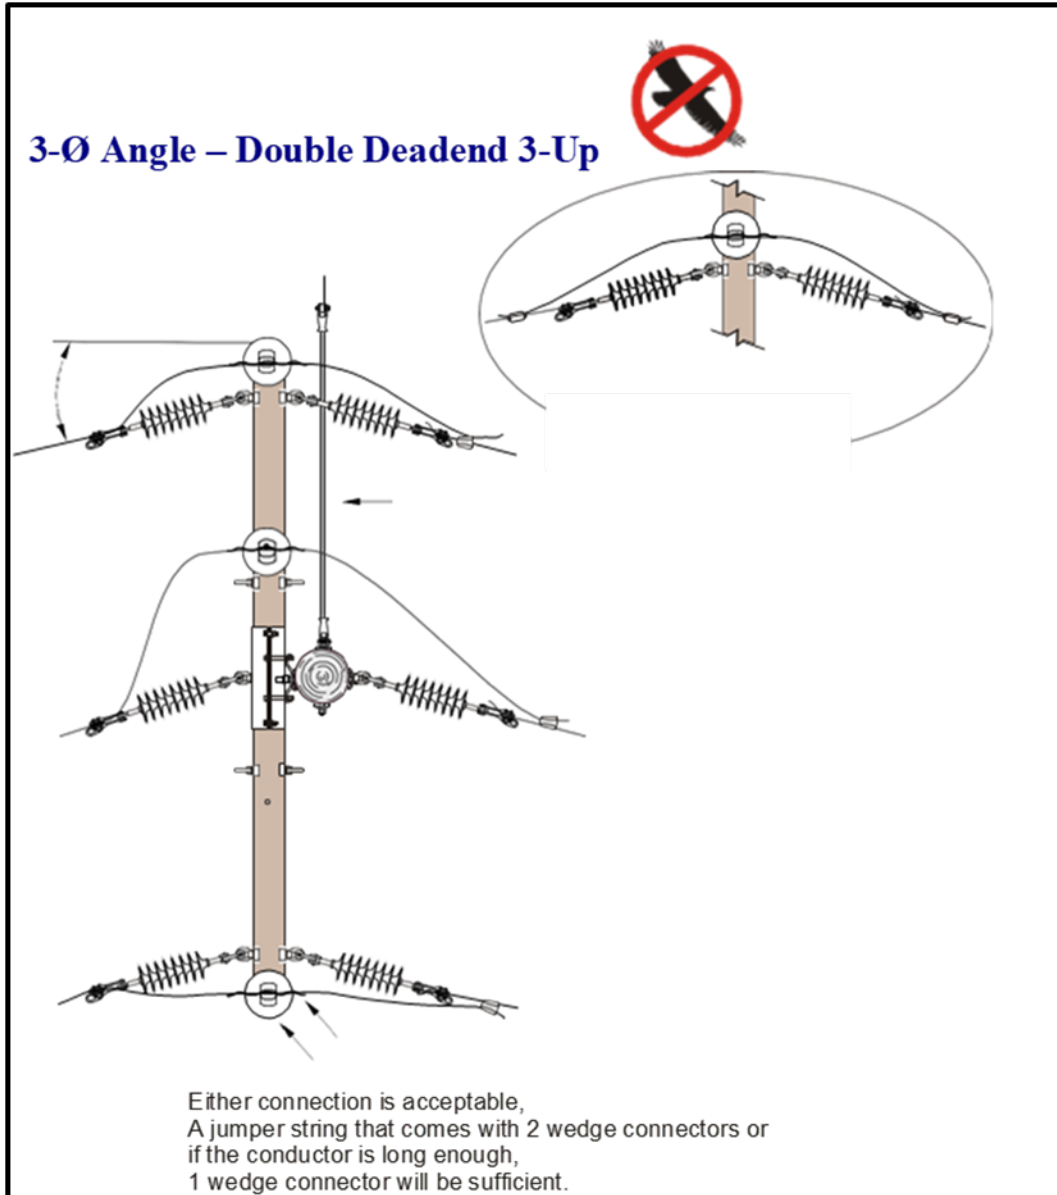 3-Ø Angle – Double Deadend 3-Up
Either connection is acceptable,
A jumper string that comes with 2 wedge connectors or
if the conductor is long enough,
1 wedge connector will be sufficient.